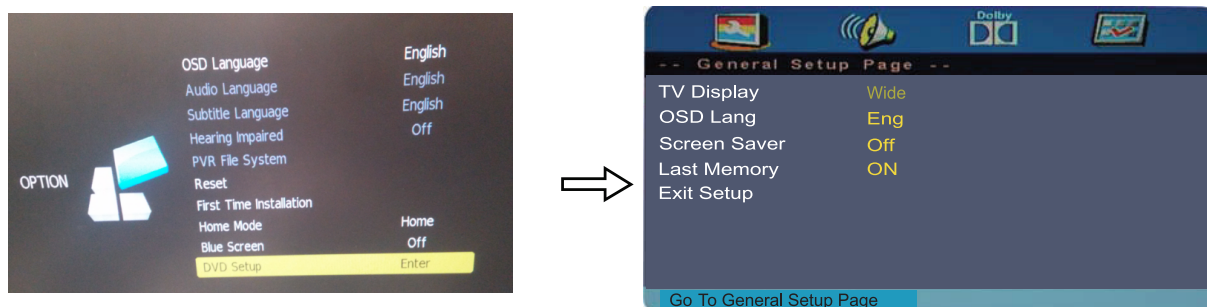 OPTION
OSD Language English
Audio Language English
Subtitle Language English
Hearing Impaired Off
PVR File System
Reset
First Time Installation
Home Mode Home
Blue Screen Off
DVD Setup Enter
Dolby
-- General Setup Page --
TV Display Wide
OSD Lang Eng
Screen Saver Off
Last Memory ON
Exit Setup
Go To General Setup Page